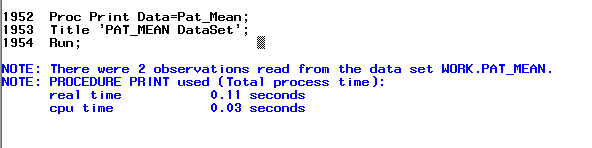 1952  Proc Print Data=Pat_Mean;
1953  Title 'PAT_MEAN DataSet';
1954  Run;
NOTE: There were 2 observations read from the data set WORK.PAT_MEAN.
NOTE: PROCEDURE PRINT used (Total process time):
      real time           0.11 seconds
      cpu time            0.03 seconds